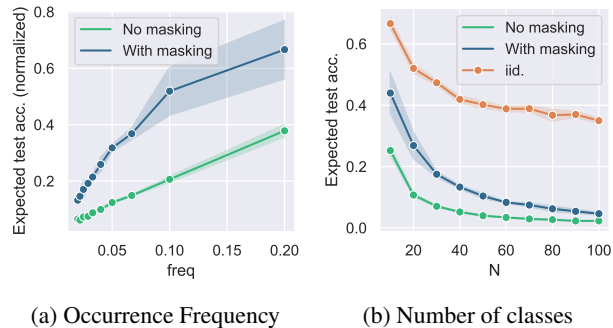 0.8
0.6
0.4
0.2
Expected test acc. (normalized)
No masking
With masking
0.05
0.10
0.15
0.20
freq
(a) Occurrence Frequency
0.6
0.4
0.2
0.0
Expected test acc.
No masking
With masking
iid.
20
40
60
80
100
N
(b) Number of classes